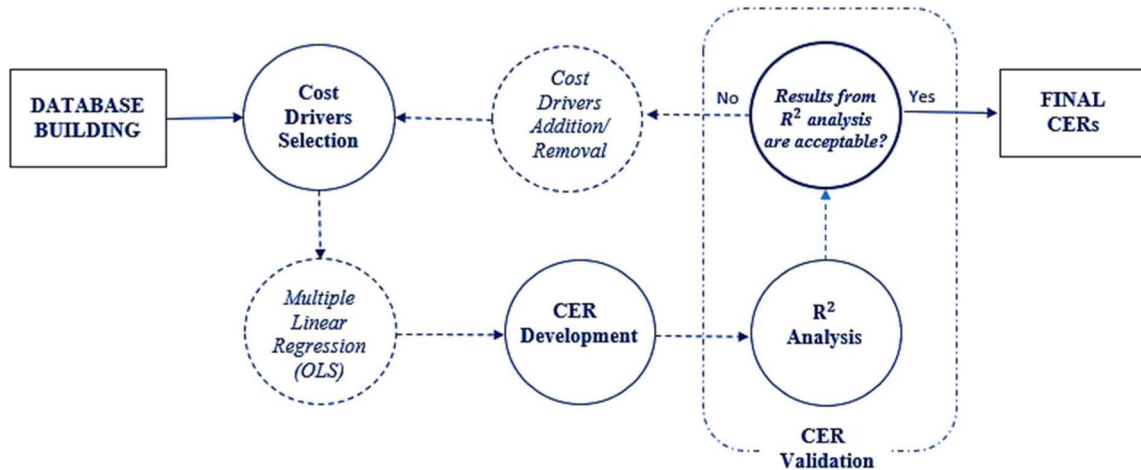 DATABASE
BUILDING
Cost
Drivers
Selection
Cost
Drivers
Addition/
Removal
No
Results from
R² analysis
are acceptable?
Yes
FINAL
CERs
Multiple
Linear
Regression
(OLS)
CER
Development
R²
Analysis
CER
Validation